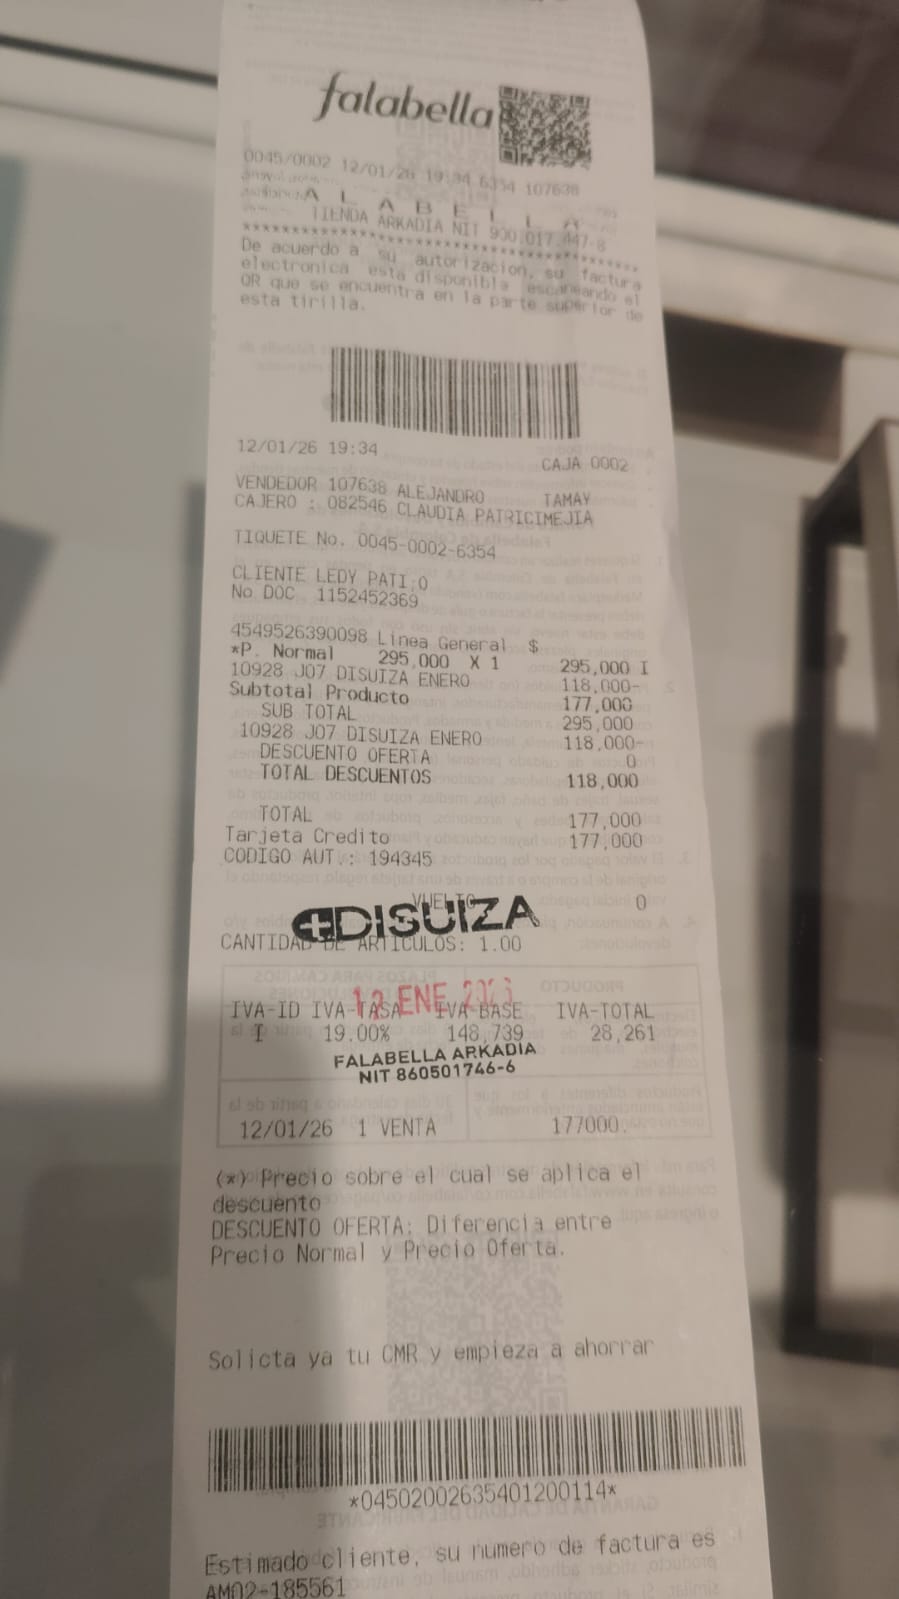 falabella
0045/0002 12/01/26 19:34 6354 107638
A L A B E L L A
TIENDA ARKADIA NIT 900.017.447-8
****************************************
De acuerdo a su autorizacion, su factura
electronica esta disponible escaneando el
QR que se encuentra en la parte superior de
esta tirilla.
12/01/26 19:34 CAJA 0002
VENDEDOR 107638 ALEJANDRO TAMAY
CAJERO : 082546 CLAUDIA PATRICIMEJIA
TIQUETE No. 0045-0002-6354
CLIENTE LEDY PATI¡O
No. DOC 1152452369
4549526390098 Linea General $
*P. Normal 295,000 X 1 295,000 I
10928 J07 DISUIZA ENERO 118,000-
Subtotal Producto 177,000
SUB TOTAL 295,000
10928 J07 DISUIZA ENERO 118,000-
DESCUENTO OFERTA 0
TOTAL DESCUENTOS 118,000
TOTAL 177,000
Tarjeta Credito 177,000
CODIGO AUT.: 194345
VUELTO 0
DISUIZA
CANTIDAD DE ARTICULOS: 1.00
12 ENE 2026
IVA-ID IVA-TASA IVA-BASE IVA-TOTAL
I 19.00% 148,739 28,261
FALABELLA ARKADIA
NIT 860501746-6
12/01/26 1 VENTA 177000.
(*) Precio sobre el cual se aplica el
descuento
DESCUENTO OFERTA: Diferencia entre
Precio Normal y Precio Oferta.
Solicta ya tu CMR y empieza a ahorrar
*04502002635401200114*
Estimado cliente, su numero de factura es
AM02-185561